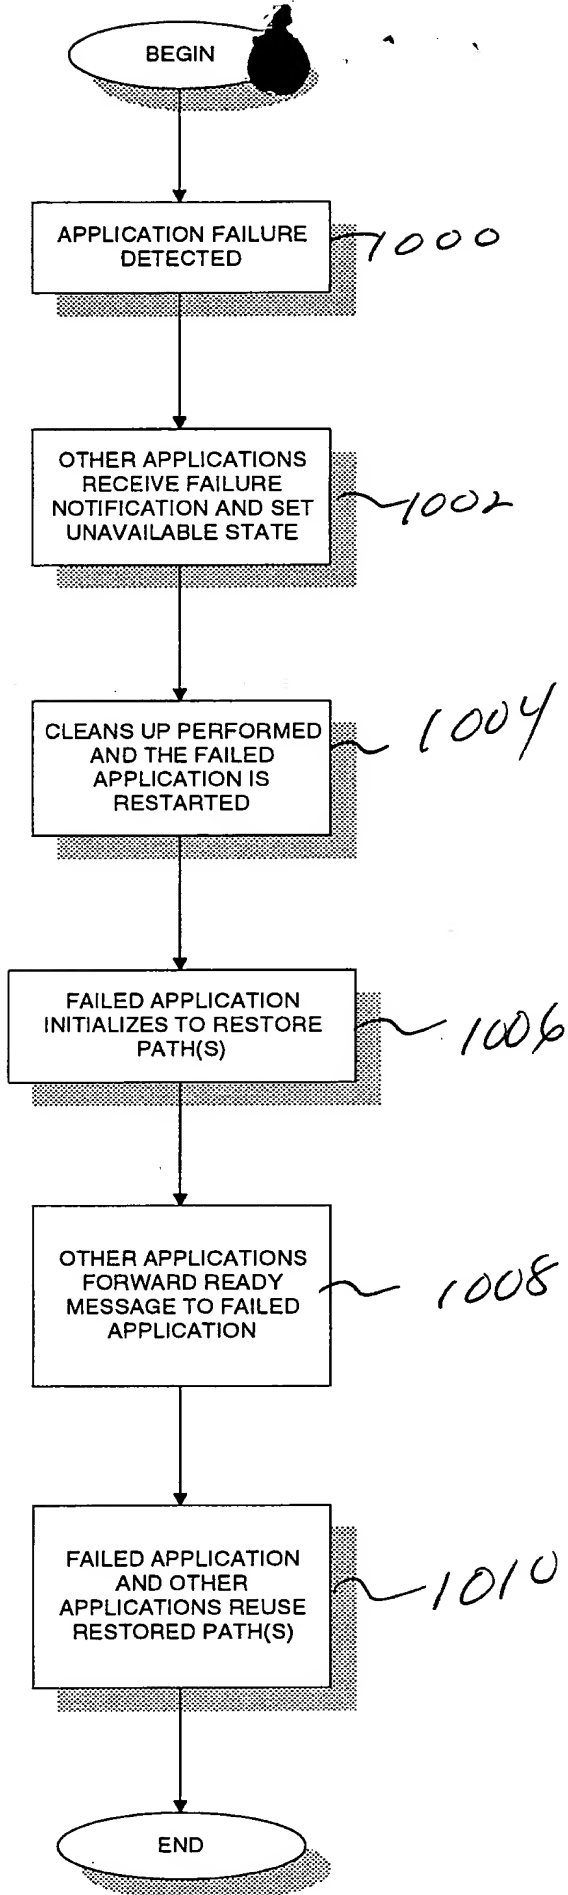 BEGIN
APPLICATION FAILURE
DETECTED
1000
OTHER APPLICATIONS
RECEIVE FAILURE
NOTIFICATION AND SET
UNAVAILABLE STATE
1002
CLEANS UP PERFORMED
AND THE FAILED
APPLICATION IS
RESTARTED
1004
FAILED APPLICATION
INITIALIZES TO RESTORE
PATH(S)
1006
OTHER APPLICATIONS
FORWARD READY
MESSAGE TO FAILED
APPLICATION
1008
FAILED APPLICATION
AND OTHER
APPLICATIONS REUSE
RESTORED PATH(S)
1010
END